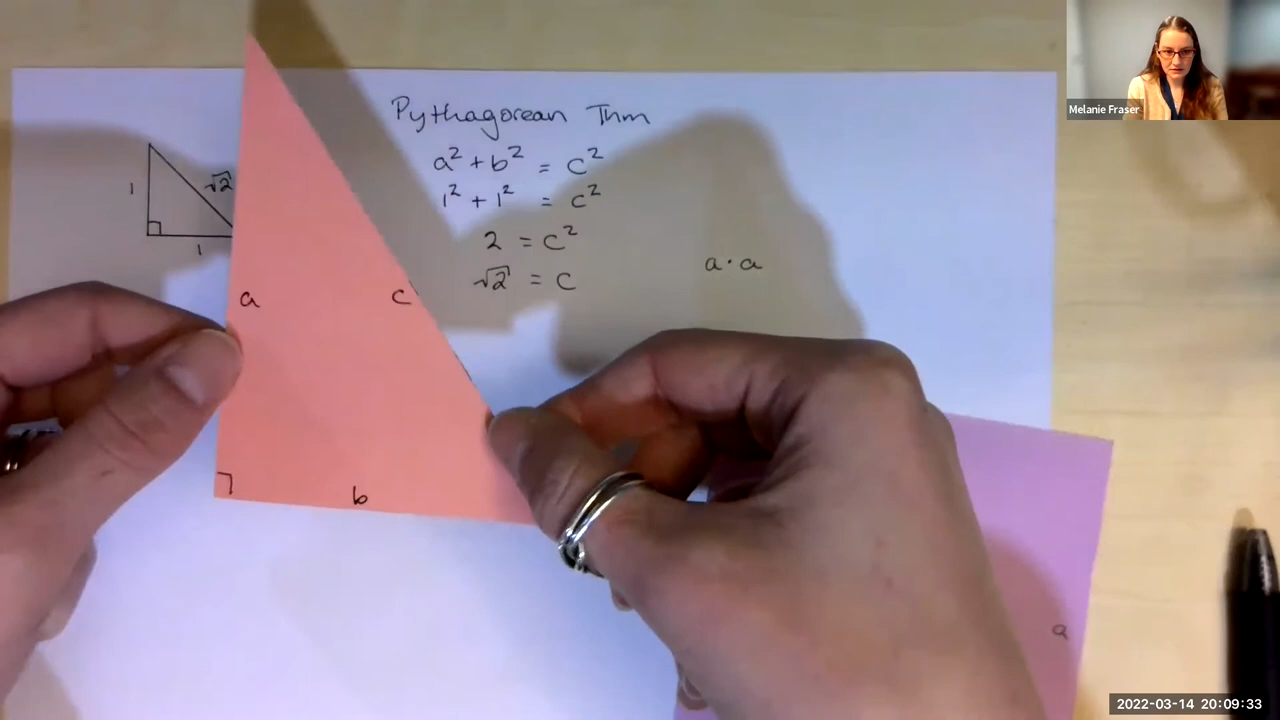 Melanie Fraser
Pythagorean Thm
a² + b² = c²
1² + 1² = c²
2 = c²
√2 = c
1
√2
1
a · a
a
c
b
a
2022-03-14 20:09:33